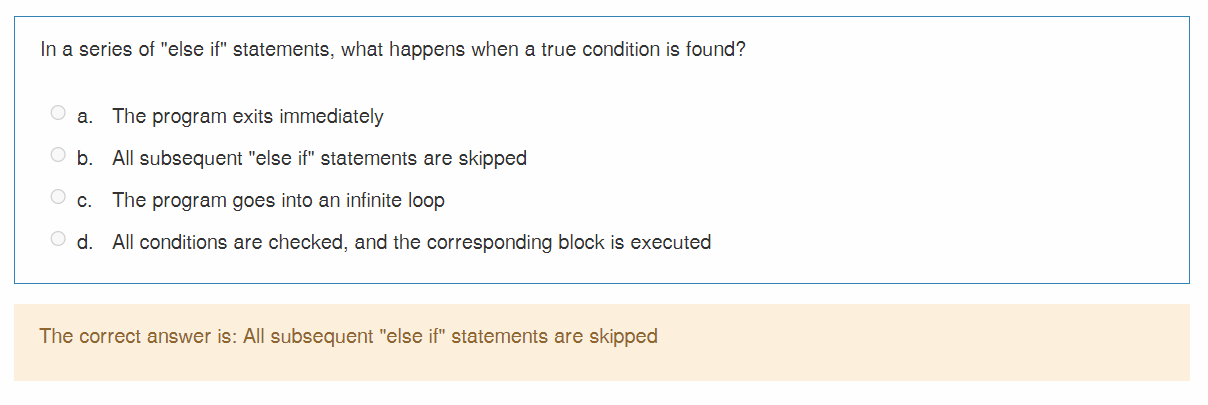 In a series of "else if" statements, what happens when a true condition is found?
a. The program exits immediately
b. All subsequent "else if" statements are skipped
c. The program goes into an infinite loop
d. All conditions are checked, and the corresponding block is executed
The correct answer is: All subsequent "else if" statements are skipped